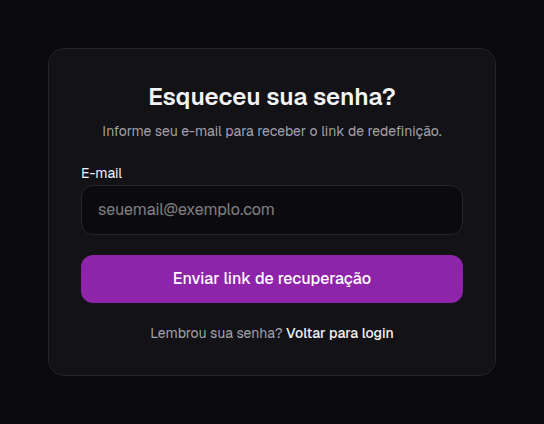 Esqueceu sua senha?
Informe seu e-mail para receber o link de redefinição.
E-mail
seuemail@exemplo.com
Enviar link de recuperação
Lembrou sua senha? Voltar para login